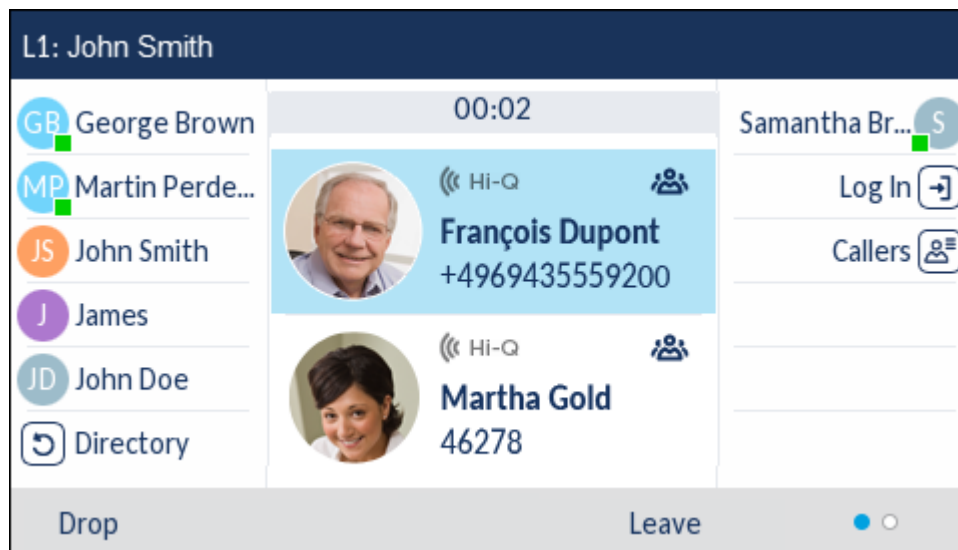 L1: John Smith
GB George Brown
MP Martin Perde...
JS John Smith
J James
JD John Doe
Directory
00:02
Hi-Q
François Dupont
+4969435559200
Hi-Q
Martha Gold
46278
Samantha Br... S
Log In
Callers
Drop
Leave